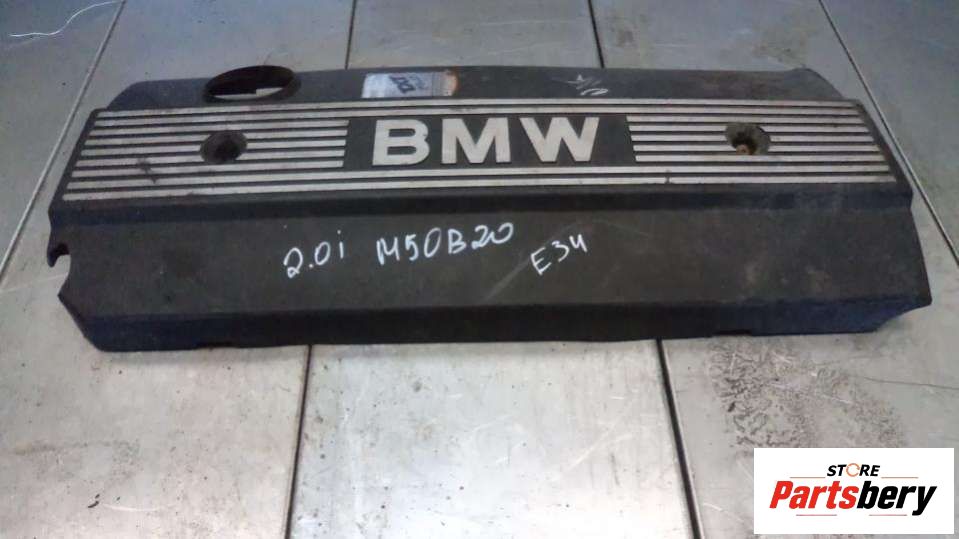 BMW
2.0i M50B20
E34
STORE
Partsbery